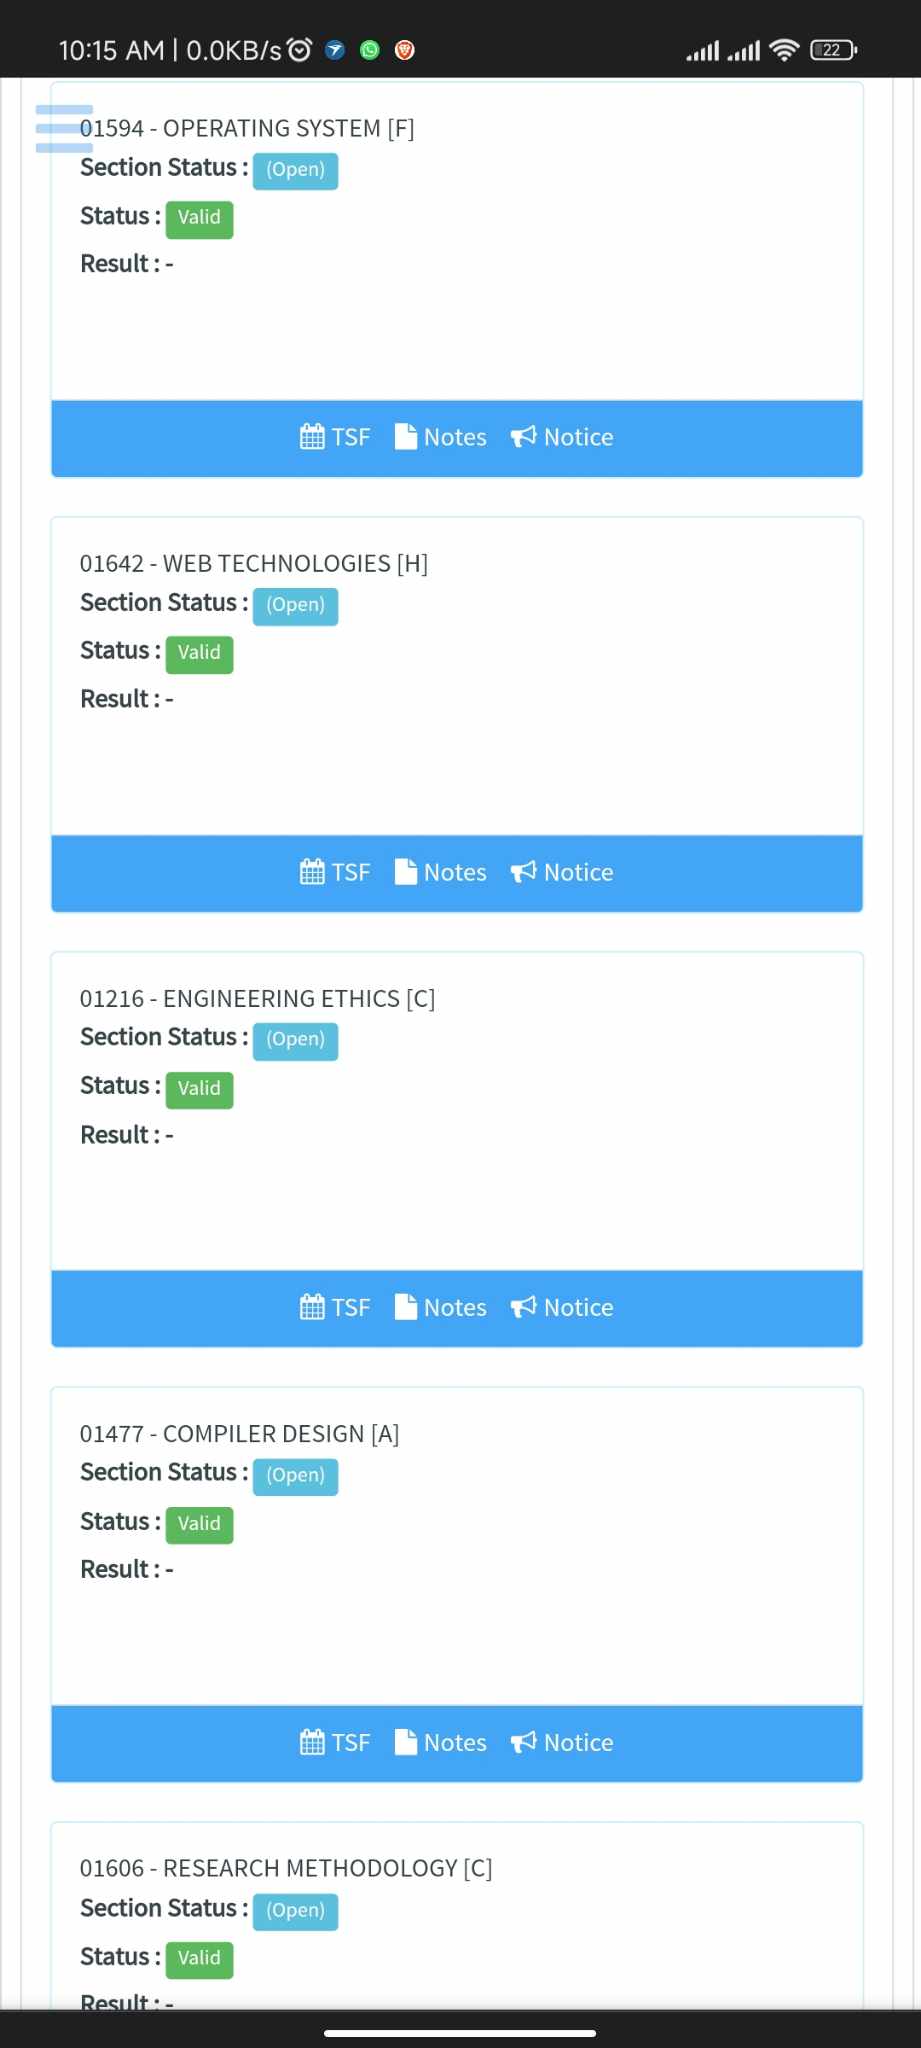 10:15 AM | 0.0KB/s 22
01594 - OPERATING SYSTEM [F]
Section Status : (Open)
Status : Valid
Result : -
TSF Notes Notice
01642 - WEB TECHNOLOGIES [H]
Section Status : (Open)
Status : Valid
Result : -
TSF Notes Notice
01216 - ENGINEERING ETHICS [C]
Section Status : (Open)
Status : Valid
Result : -
TSF Notes Notice
01477 - COMPILER DESIGN [A]
Section Status : (Open)
Status : Valid
Result : -
TSF Notes Notice
01606 - RESEARCH METHODOLOGY [C]
Section Status : (Open)
Status : Valid
Result : -